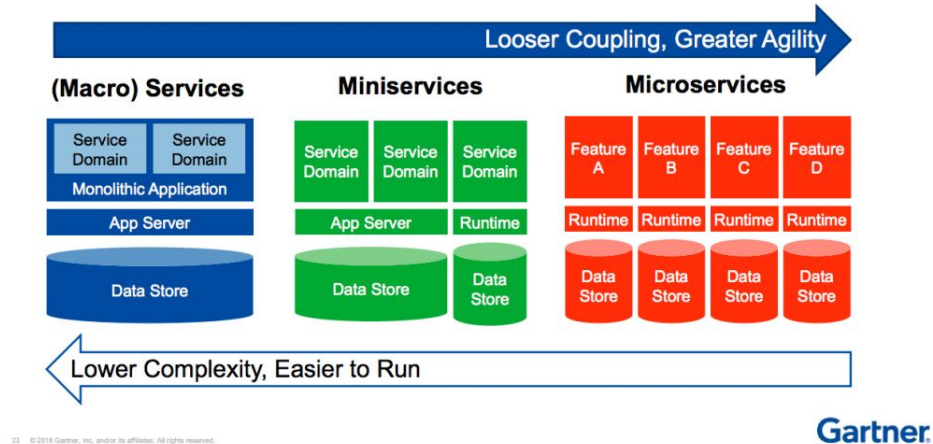 Looser Coupling, Greater Agility
(Macro) Services
Service
Domain
Service
Domain
Monolithic Application
App Server
Data Store
Miniservices
Service
Domain
Service
Domain
Service
Domain
App Server
Runtime
Data Store
Data
Store
Microservices
Feature
A
Feature
B
Feature
C
Feature
D
Runtime
Runtime
Runtime
Runtime
Data
Store
Data
Store
Data
Store
Data
Store
Lower Complexity, Easier to Run
23 © 2018 Gartner, Inc. and/or its affiliates. All rights reserved.
Gartner